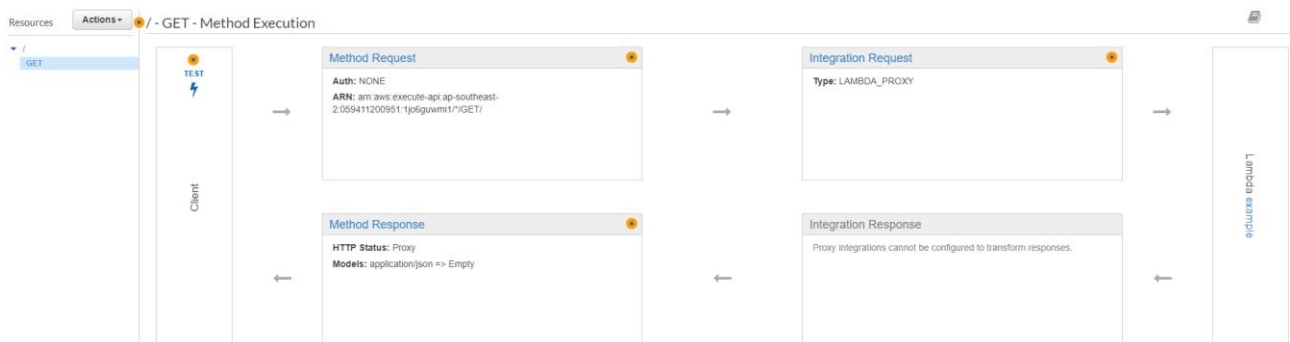 Resources
Actions
/ - GET - Method Execution
/
GET
TEST
Client
Method Request
Auth: NONE
ARN: arn:aws:execute-api:ap-southeast-
2:059411200951:1jo6guwmi1/*/GET/
Integration Request
Type: LAMBDA_PROXY
Lambda example
Method Response
HTTP Status: Proxy
Models: application/json => Empty
Integration Response
Proxy integrations cannot be configured to transform responses.